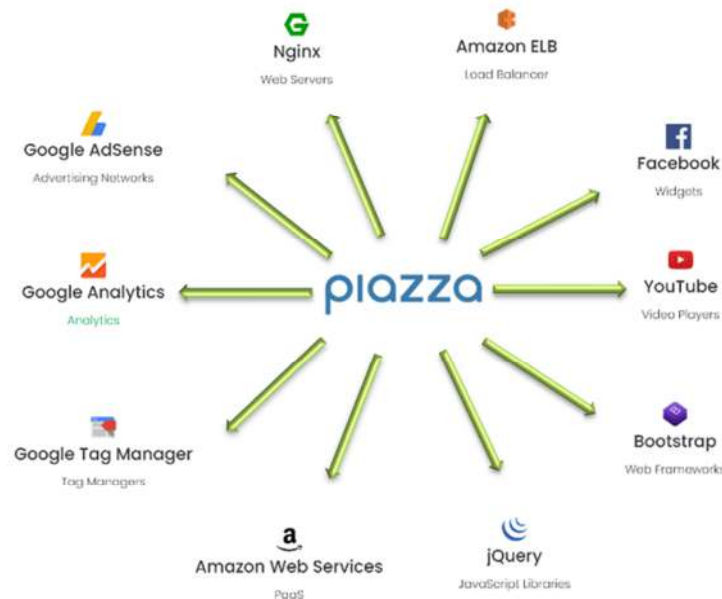 Nginx
Web Servers
Amazon ELB
Load Balancer
Google AdSense
Advertising Networks
Facebook
Widgets
Google Analytics
Analytics
piazza
YouTube
Video Players
Google Tag Manager
Tag Managers
Bootstrap
Web Frameworks
Amazon Web Services
PaaS
jQuery
JavaScript Libraries